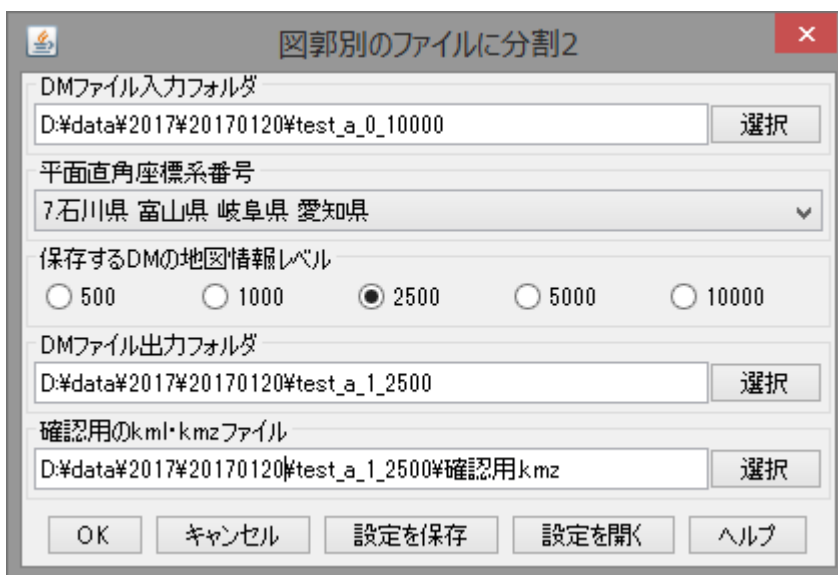 図郭別のファイルに分割2
DMファイル入力フォルダ
D:¥data¥2017¥20170120¥test_a_0_10000
選択
平面直角座標系番号
7.石川県 富山県 岐阜県 愛知県
保存するDMの地図情報レベル
500 1000 2500 5000 10000
DMファイル出力フォルダ
D:¥data¥2017¥20170120¥test_a_1_2500
選択
確認用のkml・kmzファイル
D:¥data¥2017¥20170120¥test_a_1_2500¥確認用kmz
選択
OK キャンセル 設定を保存 設定を開く ヘルプ